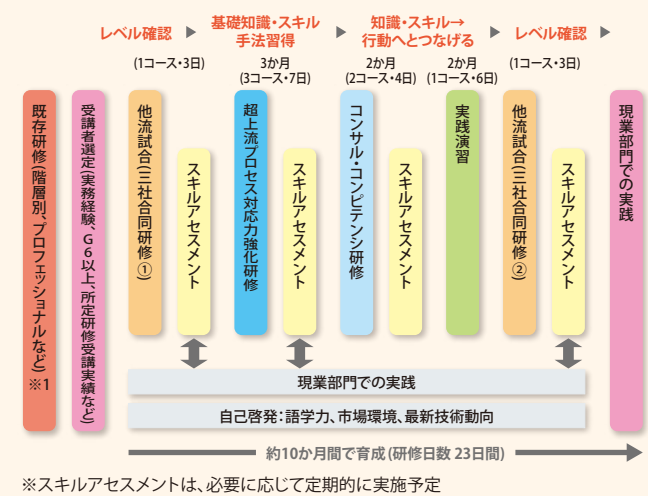 レベル確認
基礎知識・スキル
手法習得
知識・スキル→
行動へとつなげる
レベル確認
(1コース・3日)
3か月
(3コース・7日)
2か月
(2コース・4日)
2か月
(1コース・6日)
(1コース・3日)
既存研修(階層別、プロフェッショナルなど)※1
受講者選定(実務経験、G6以上、所定研修受講実績など)
他流試合(三社合同研修①)
スキルアセスメント
超上流プロセス対応力強化研修
スキルアセスメント
コンサル・コンピテンシ研修
スキルアセスメント
実践演習
他流試合(三社合同研修②)
スキルアセスメント
現業部門での実践
現業部門での実践
自己啓発：語学力、市場環境、最新技術動向
約10か月間で育成(研修日数 23日間)
※スキルアセスメントは、必要に応じて定期的に実施予定